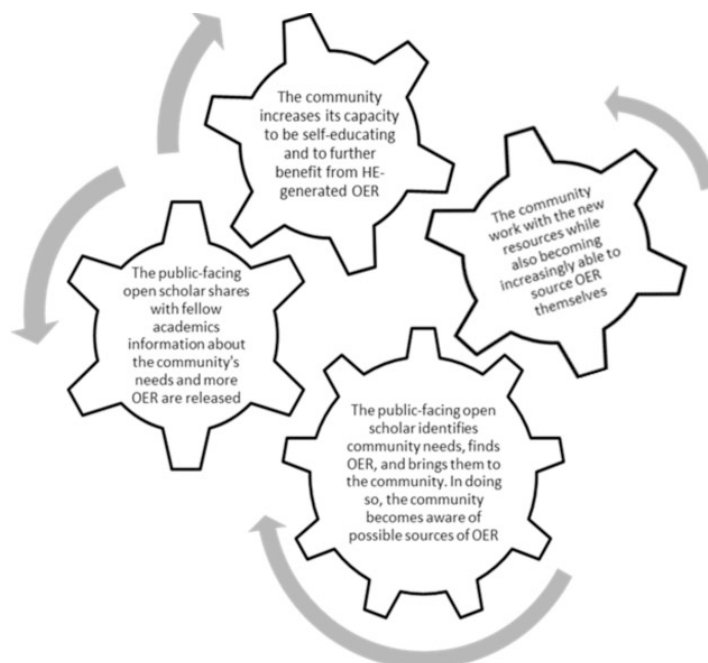 The community
increases its capacity
to be self-educating
and to further
benefit from HE-
generated OER
The community
work with the new
resources while
also becoming
increasingly able to
source OER
themselves
The public-facing
open scholar shares
with fellow
academics
information about
the community's
needs and more
OER are released
The public-facing open
scholar identifies
community needs, finds
OER, and brings them to
the community. In doing
so, the community
becomes aware of
possible sources of OER